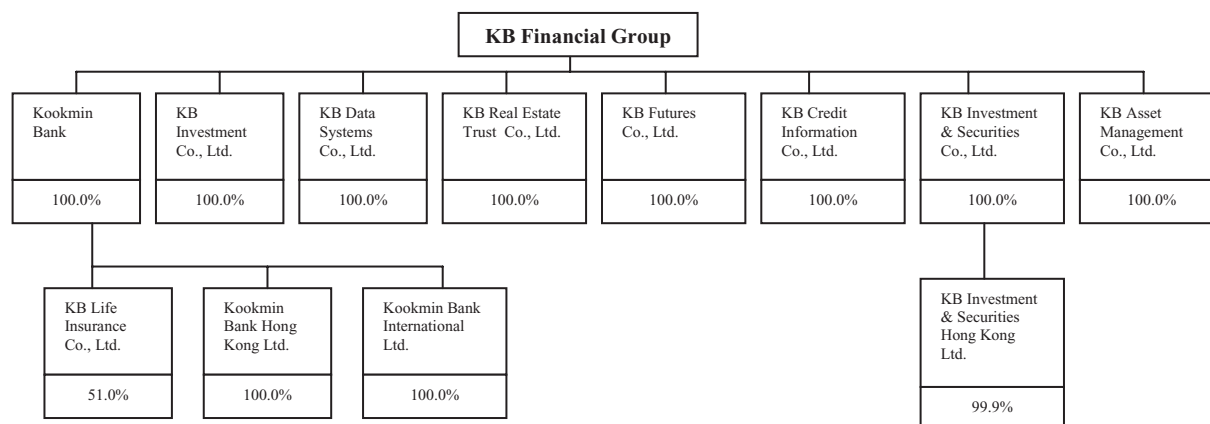 KB Financial Group
Kookmin
Bank
100.0%
KB
Investment
Co., Ltd.
100.0%
KB Data
Systems
Co., Ltd.
100.0%
KB Real Estate
Trust Co., Ltd.
100.0%
KB Futures
Co., Ltd.
100.0%
KB Credit
Information
Co., Ltd.
100.0%
KB Investment
& Securities
Co., Ltd.
100.0%
KB Asset
Management
Co., Ltd.
100.0%
KB Life
Insurance
Co., Ltd.
51.0%
Kookmin
Bank Hong
Kong Ltd.
100.0%
Kookmin Bank
International
Ltd.
100.0%
KB Investment
& Securities
Hong Kong
Ltd.
99.9%